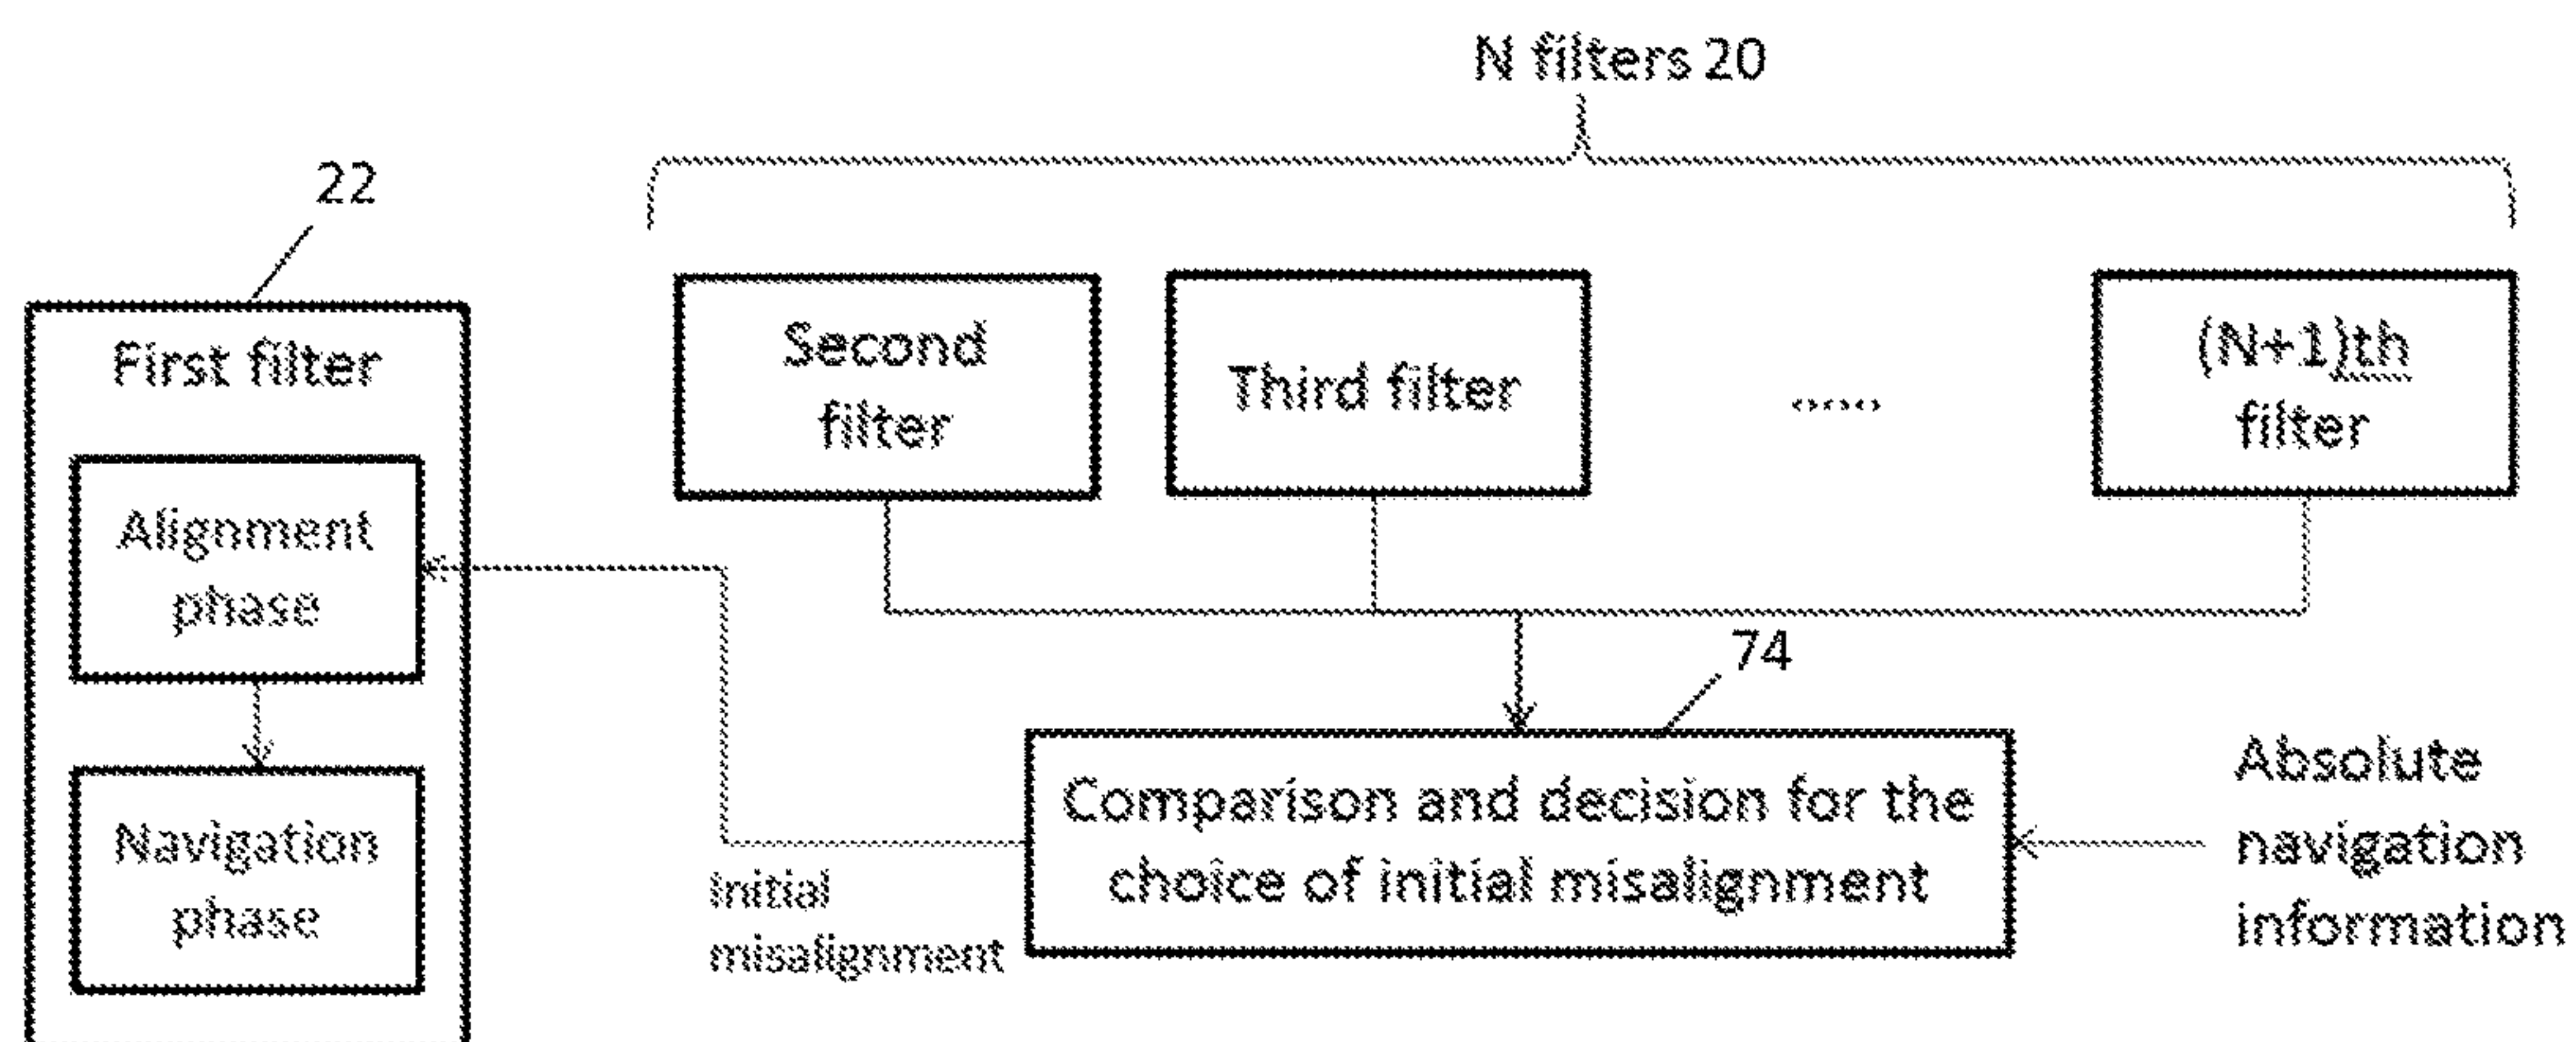 N filters 20
22
First filter
Alignment
phase
Navigation
phase
Second
filter
Third filter
.....
(N+1)th
filter
74
Comparison and decision for the
choice of initial misalignment
Initial
misalignment
Absolute
navigation
information